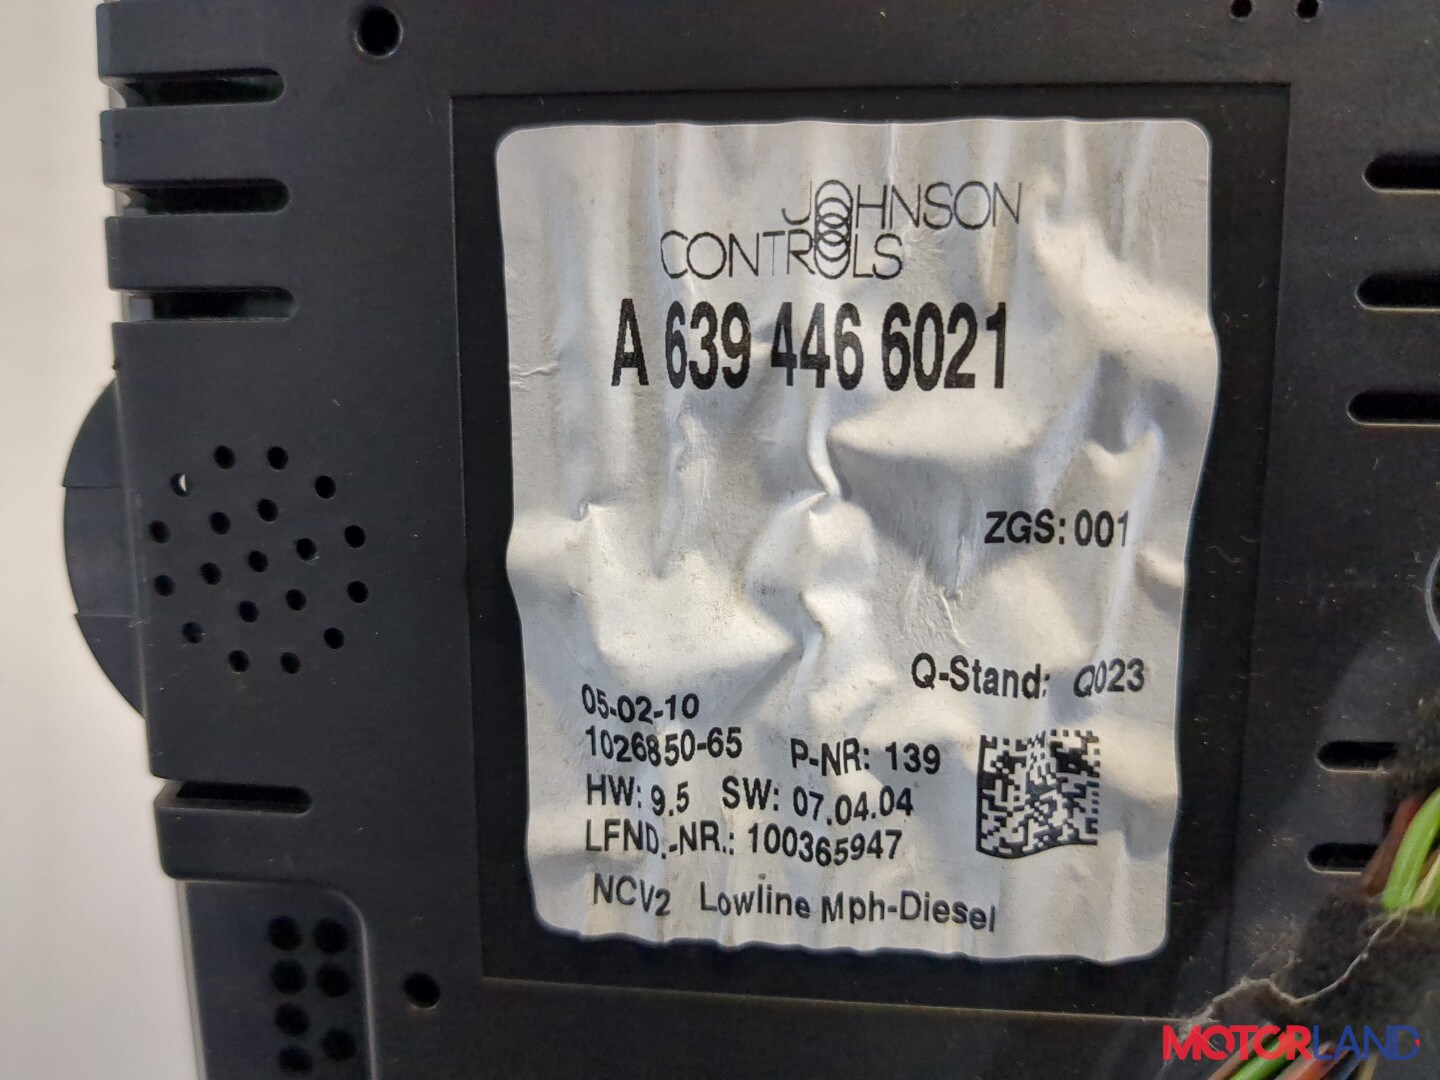 JOHNSON
CONTROLS
A 639 446 6021
ZGS: 001
Q-Stand: Q023
05-02-10
1026850-65 P-NR: 139
HW: 9.5 SW: 07.04.04
LFND.-NR.: 100365947
NCV2 Lowline Mph-Diesel
MOTORLAND